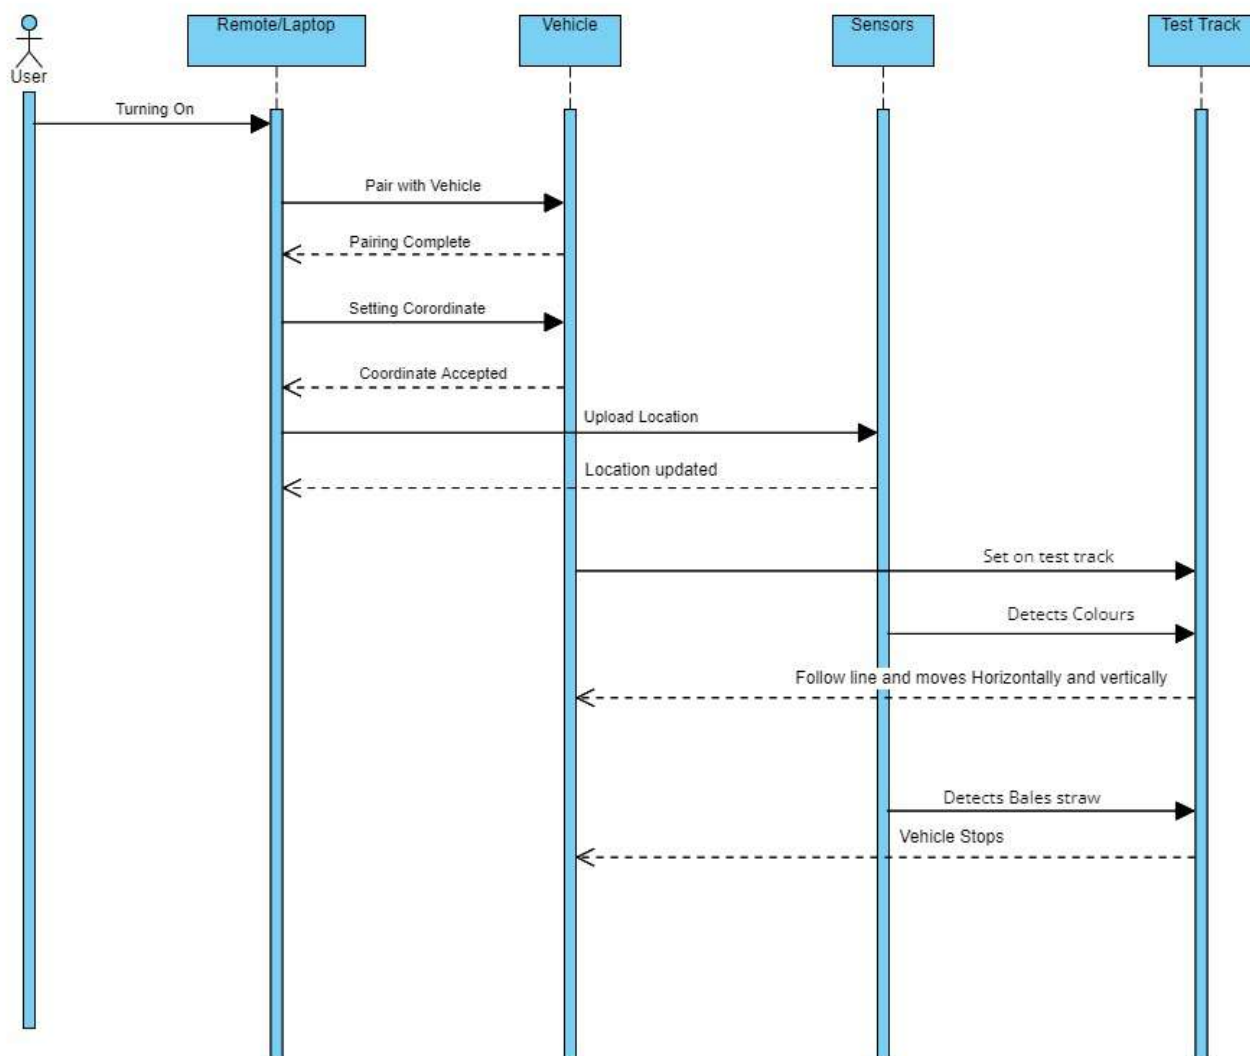 Remote/Laptop
Vehicle
Sensors
Test Track
User
Turning On
Pair with Vehicle
Pairing Complete
Setting Corordinate
Coordinate Accepted
Upload Location
Location updated
Set on test track
Detects Colours
Follow line and moves Horizontally and vertically
Detects Bales straw
Vehicle Stops